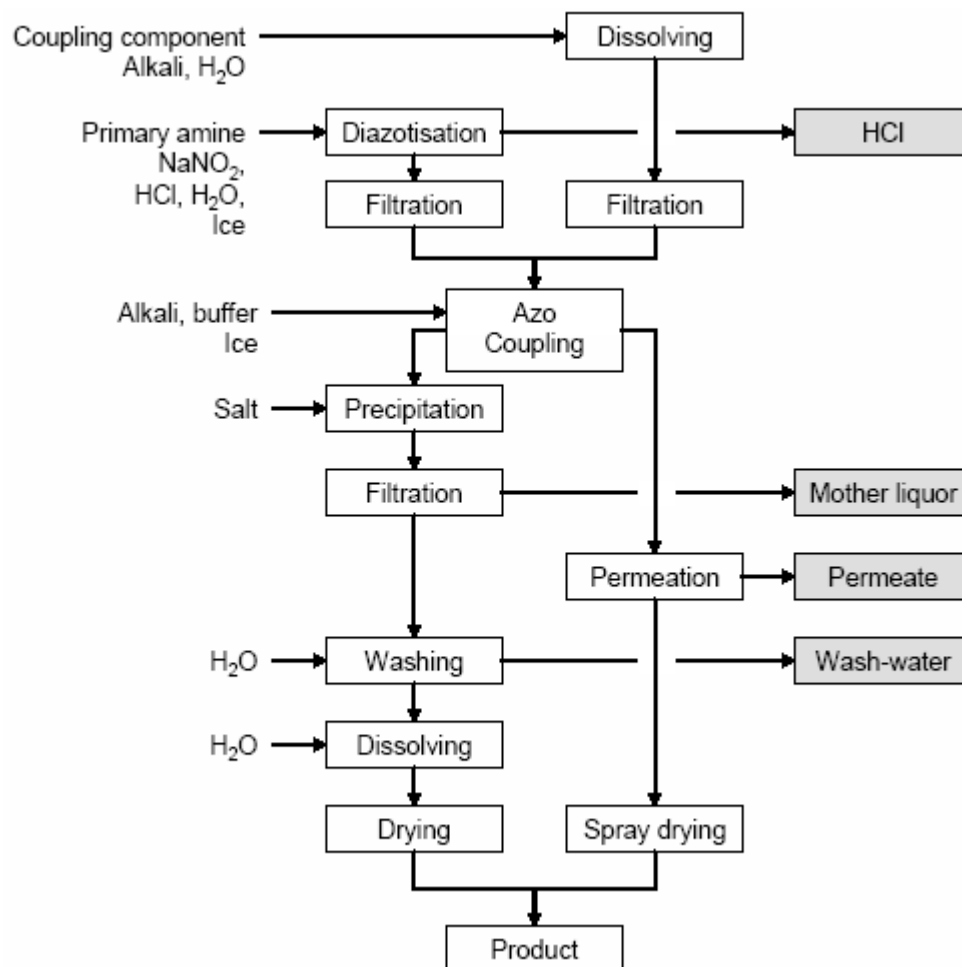 Coupling component
Alkali, H₂O
Dissolving
Primary amine
NaNO₂,
HCl, H₂O,
Ice
Diazotisation
HCl
Filtration
Filtration
Alkali, buffer
Ice
Azo
Coupling
Salt
Precipitation
Filtration
Mother liquor
Permeation
Permeate
H₂O
Washing
Wash-water
H₂O
Dissolving
Drying
Spray drying
Product